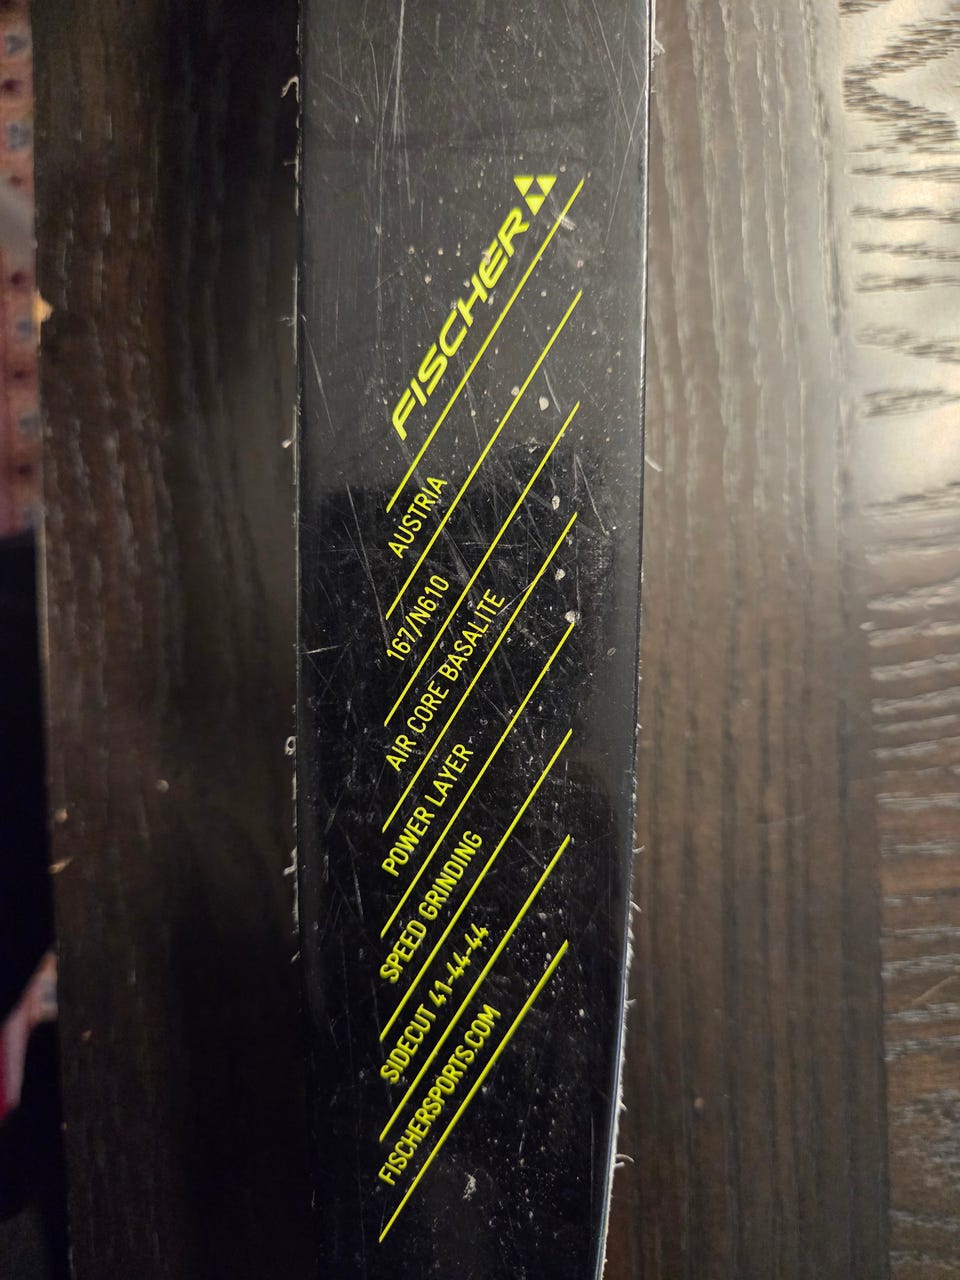 FISCHER
AUSTRIA
167/N610
AIR CORE BASALITE
POWER LAYER
SPEED GRINDING
SIDECUT 41-44-44
FISCHERSPORTS.COM